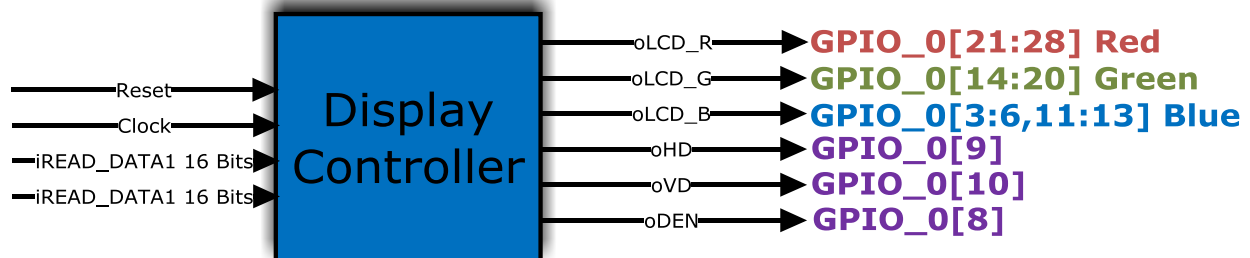 Reset
Clock
iREAD_DATA1 16 Bits
iREAD_DATA1 16 Bits
Display
Controller
oLCD_R GPIO_0[21:28] Red
oLCD_G GPIO_0[14:20] Green
oLCD_B GPIO_0[3:6,11:13] Blue
oHD GPIO_0[9]
oVD GPIO_0[10]
oDEN GPIO_0[8]